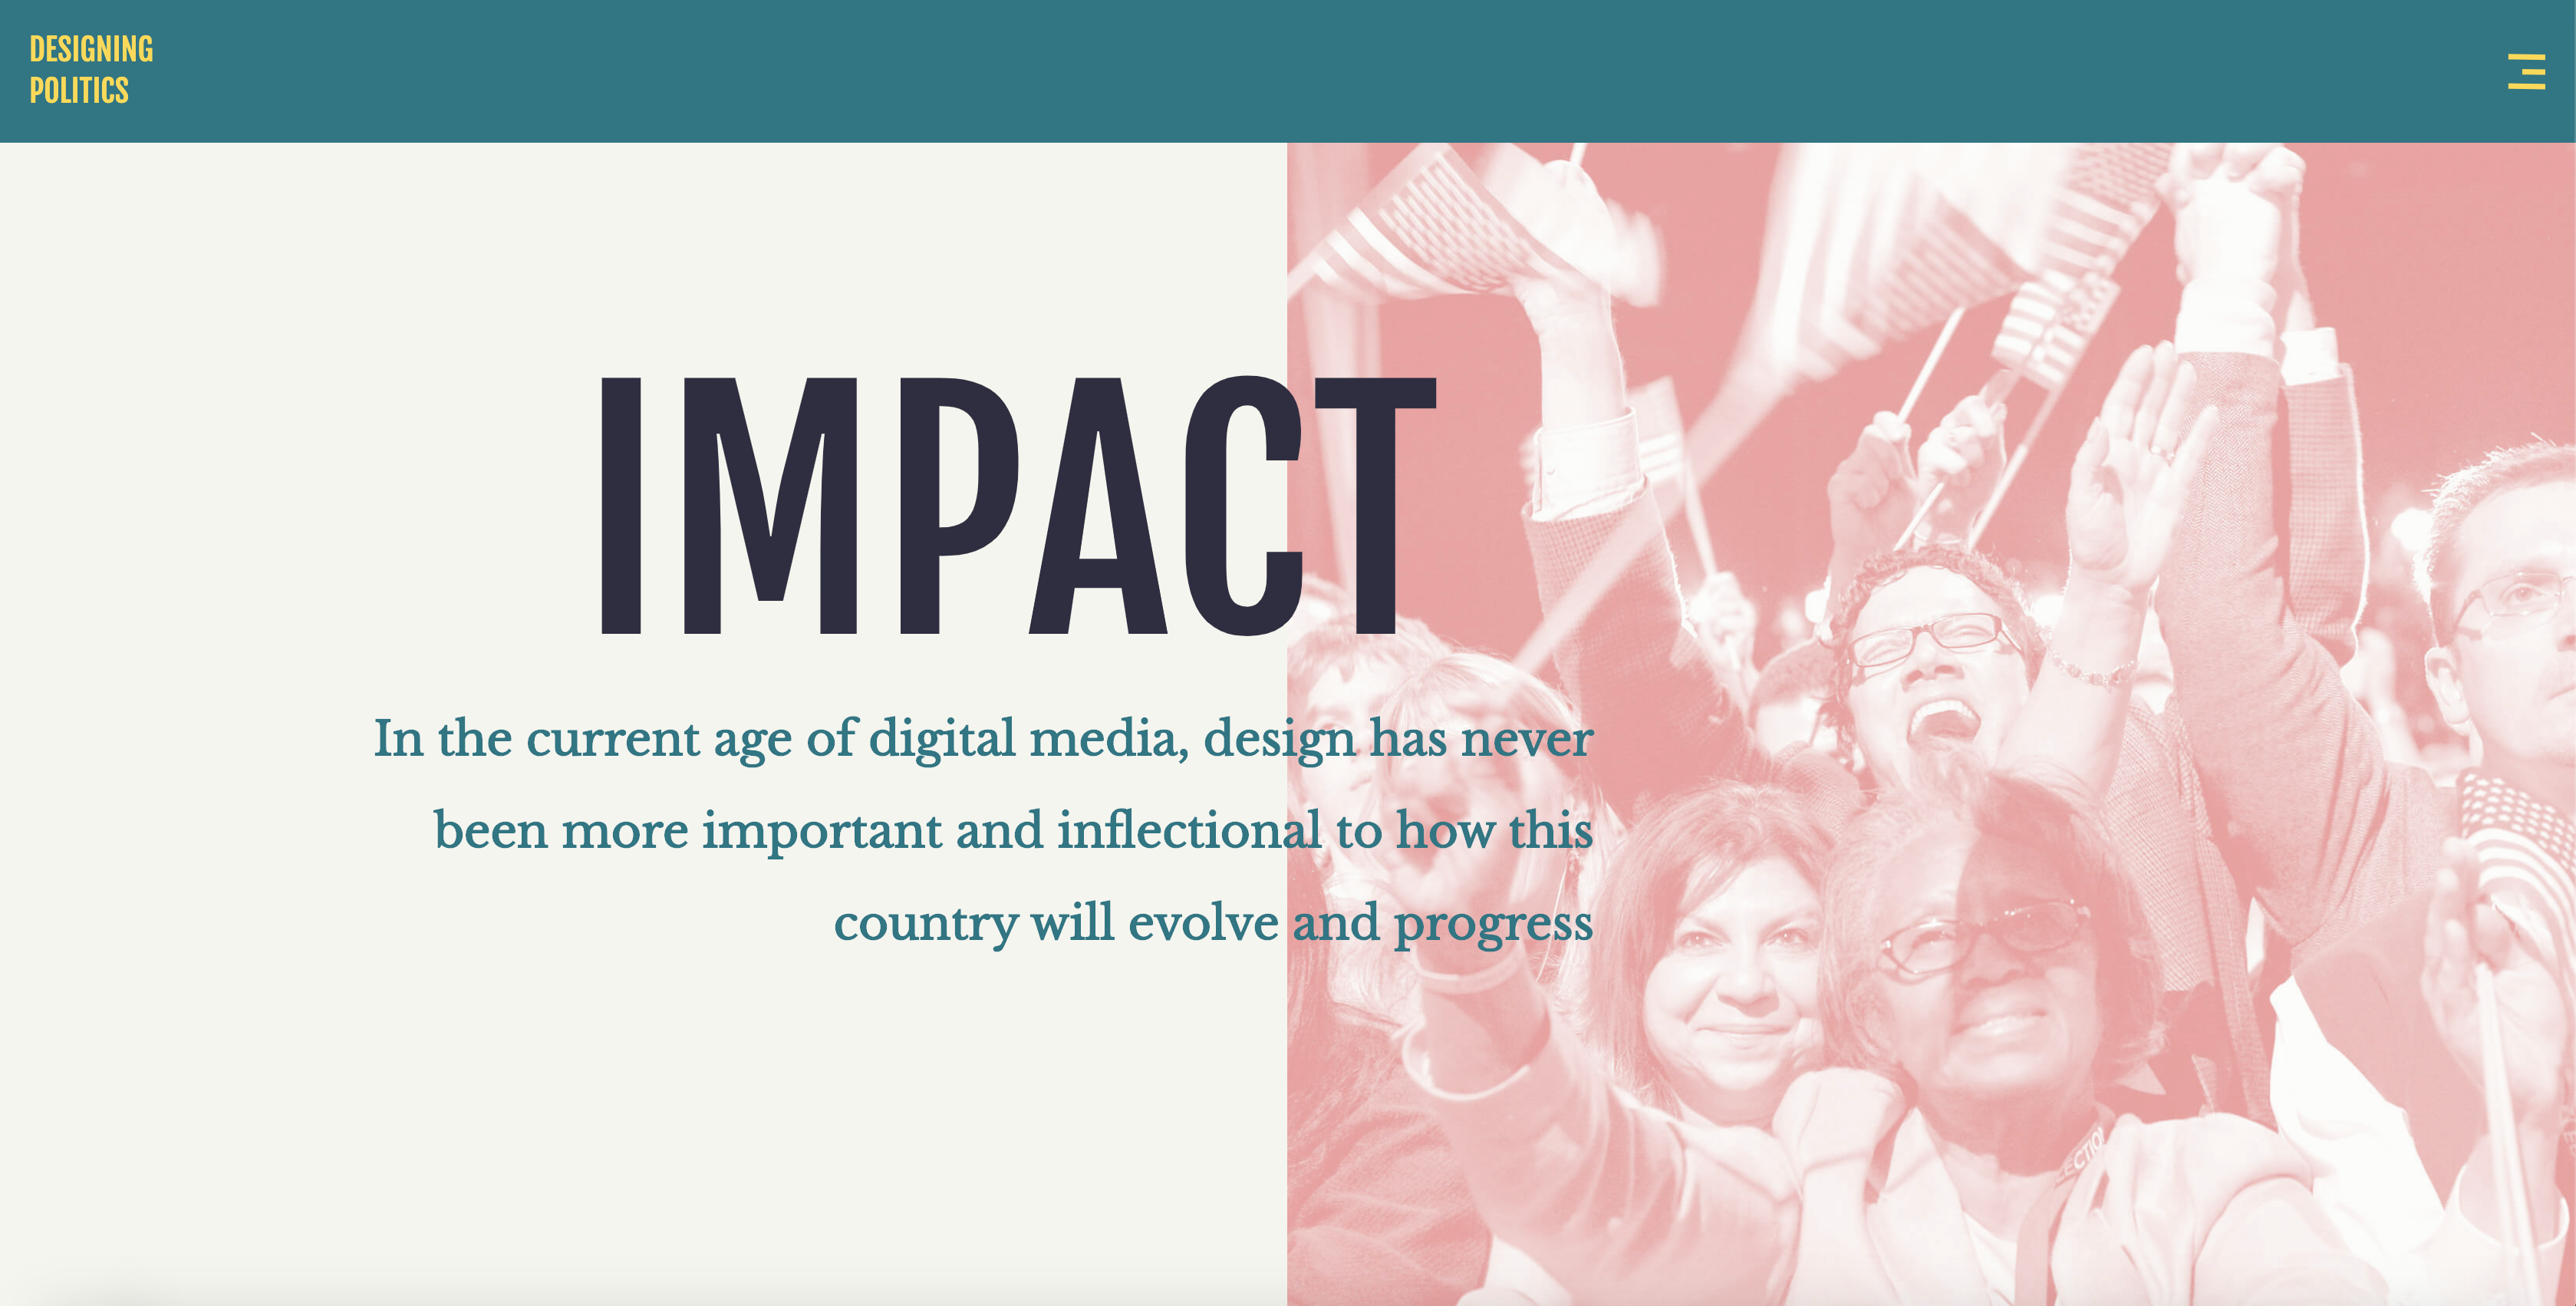 DESIGNING
POLITICS
IMPACT
In the current age of digital media, design has never
been more important and inflectional to how this
country will evolve and progress